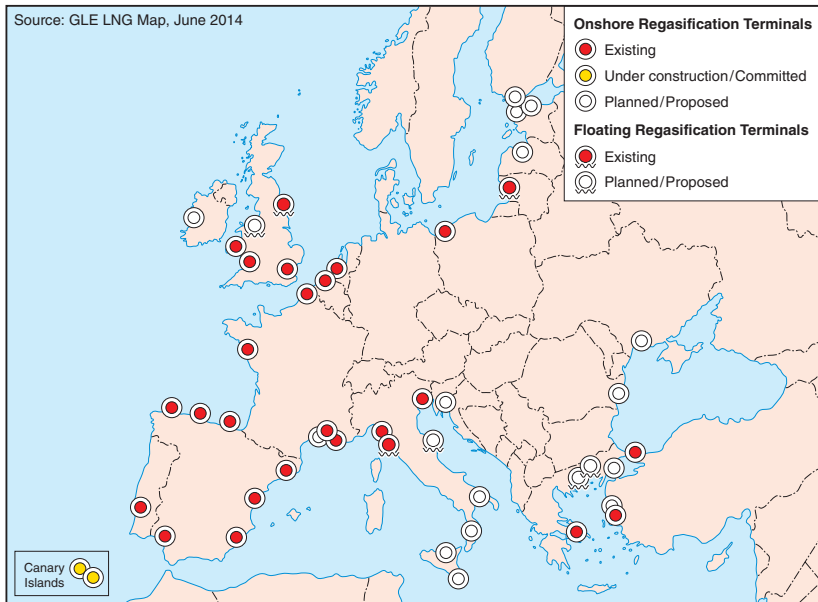 Source: GLE LNG Map, June 2014
Onshore Regasification Terminals
Existing
Under construction/Committed
Planned/Proposed
Floating Regasification Terminals
Existing
Planned/Proposed
Canary
Islands